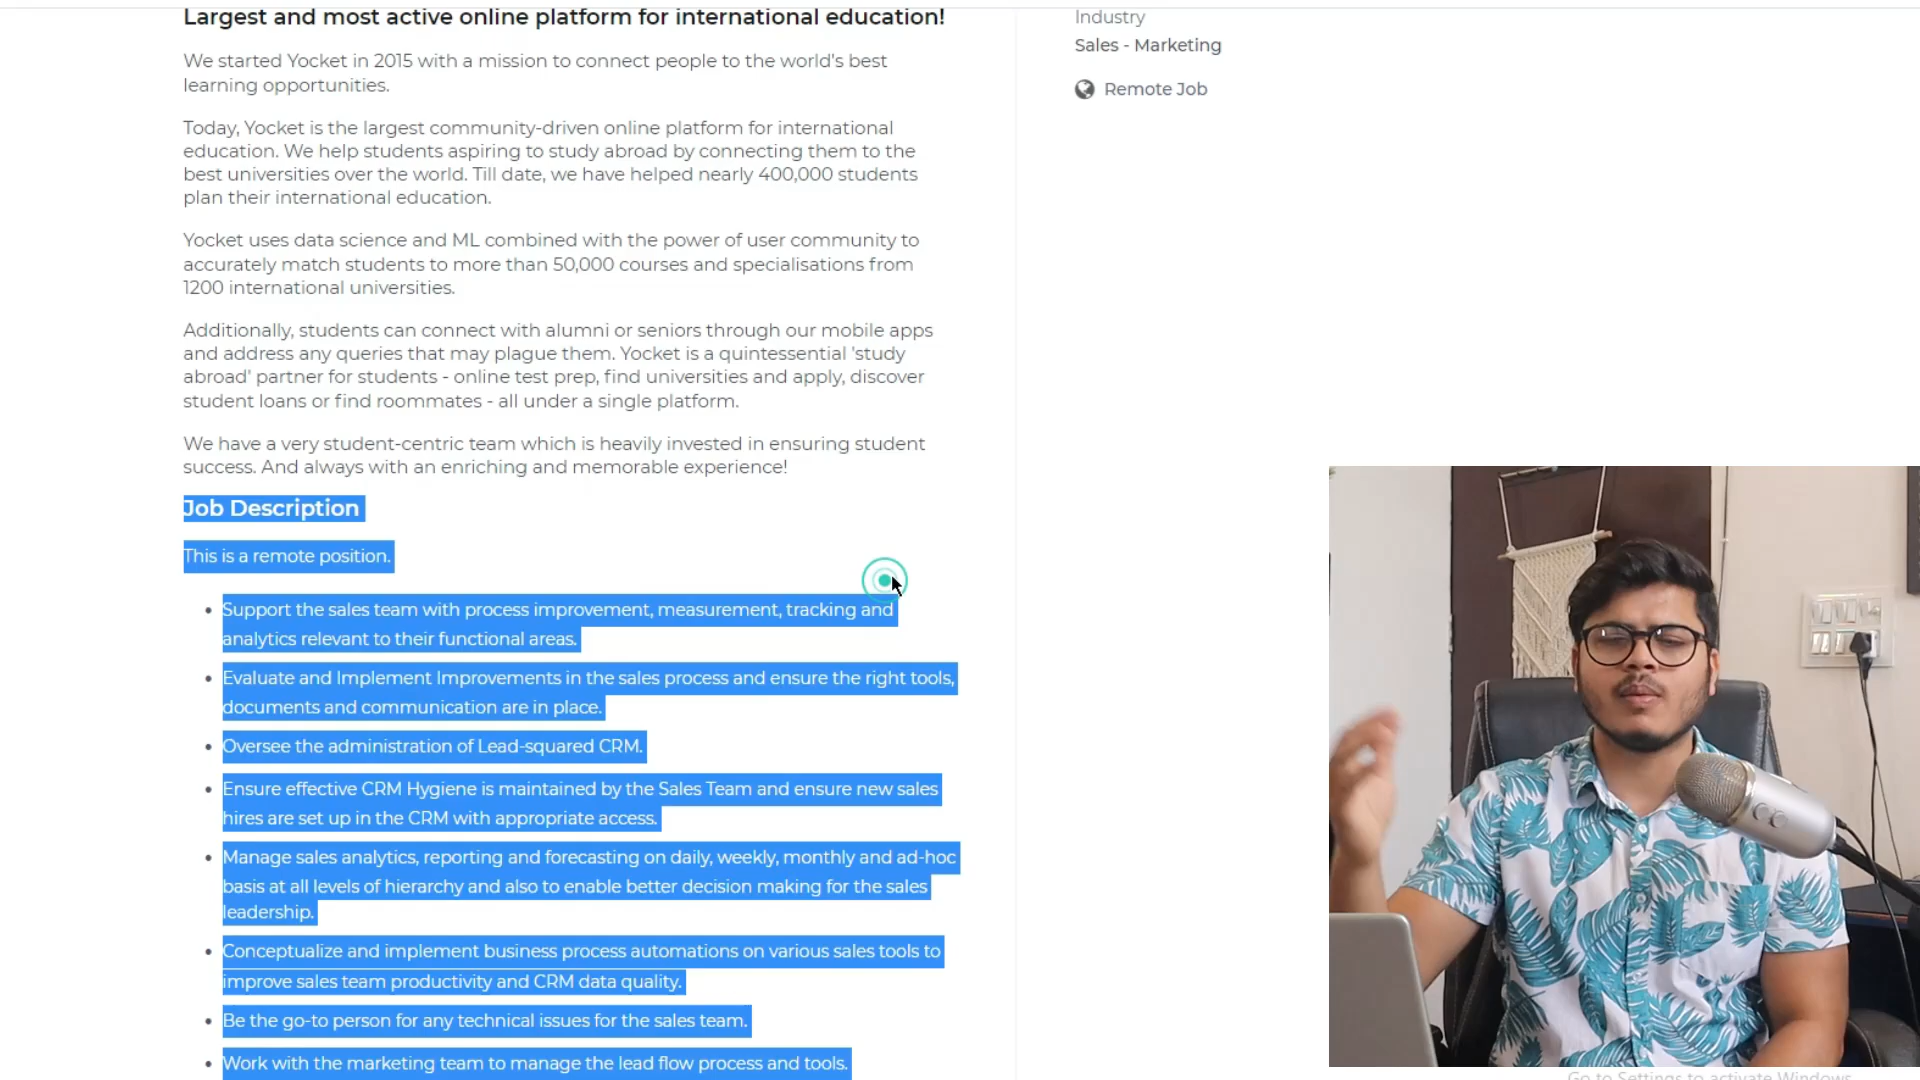 Largest and most active online platform for international education!
We started Yocket in 2015 with a mission to connect people to the world's best
learning opportunities.
Today, Yocket is the largest community-driven online platform for international
education. We help students aspiring to study abroad by connecting them to the
best universities over the world. Till date, we have helped nearly 400,000 students
plan their international education.
Yocket uses data science and ML combined with the power of user community to
accurately match students to more than 50,000 courses and specialisations from
1200 international universities.
Additionally, students can connect with alumni or seniors through our mobile apps
and address any queries that may plague them. Yocket is a quintessential 'study
abroad' partner for students - online test prep, find universities and apply, discover
student loans or find roommates - all under a single platform.
We have a very student-centric team which is heavily invested in ensuring student
success. And always with an enriching and memorable experience!
Job Description
This is a remote position.
• Support the sales team with process improvement, measurement, tracking and
analytics relevant to their functional areas.
• Evaluate and Implement Improvements in the sales process and ensure the right tools,
documents and communication are in place.
• Oversee the administration of Lead-squared CRM.
• Ensure effective CRM Hygiene is maintained by the Sales Team and ensure new sales
hires are set up in the CRM with appropriate access.
• Manage sales analytics, reporting and forecasting on daily, weekly, monthly and ad-hoc
basis at all levels of hierarchy and also to enable better decision making for the sales
leadership.
• Conceptualize and implement business process automations on various sales tools to
improve sales team productivity and CRM data quality.
• Be the go-to person for any technical issues for the sales team.
• Work with the marketing team to manage the lead flow process and tools.
Industry
Sales - Marketing
Remote Job
Go to Settings to activate Windows